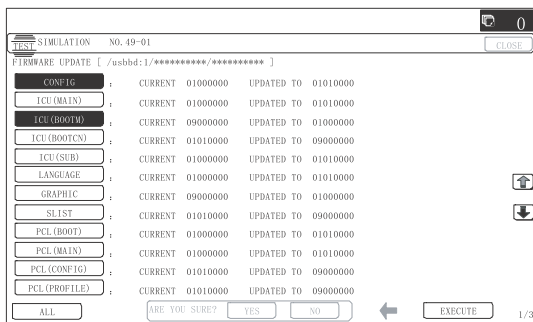 0
TEST SIMULATION NO. 49-01
CLOSE
FIRMWARE UPDATE [ /usbbd:1/**********/********** ]
CONFIG : CURRENT 01000000 UPDATED TO 01010000
ICU(MAIN) : CURRENT 01000000 UPDATED TO 01010000
ICU(BOOTM) : CURRENT 09000000 UPDATED TO 01000000
ICU(BOOTCN) : CURRENT 01010000 UPDATED TO 09000000
ICU(SUB) : CURRENT 01000000 UPDATED TO 01010000
LANGUAGE : CURRENT 01000000 UPDATED TO 01010000
GRAPHIC : CURRENT 09000000 UPDATED TO 01000000
SLIST : CURRENT 01010000 UPDATED TO 09000000
PCL(BOOT) : CURRENT 01000000 UPDATED TO 01010000
PCL(MAIN) : CURRENT 01000000 UPDATED TO 01010000
PCL(CONFIG) : CURRENT 01010000 UPDATED TO 09000000
PCL(PROFILE) : CURRENT 01010000 UPDATED TO 09000000
ALL ARE YOU SURE? YES NO EXECUTE 1/3